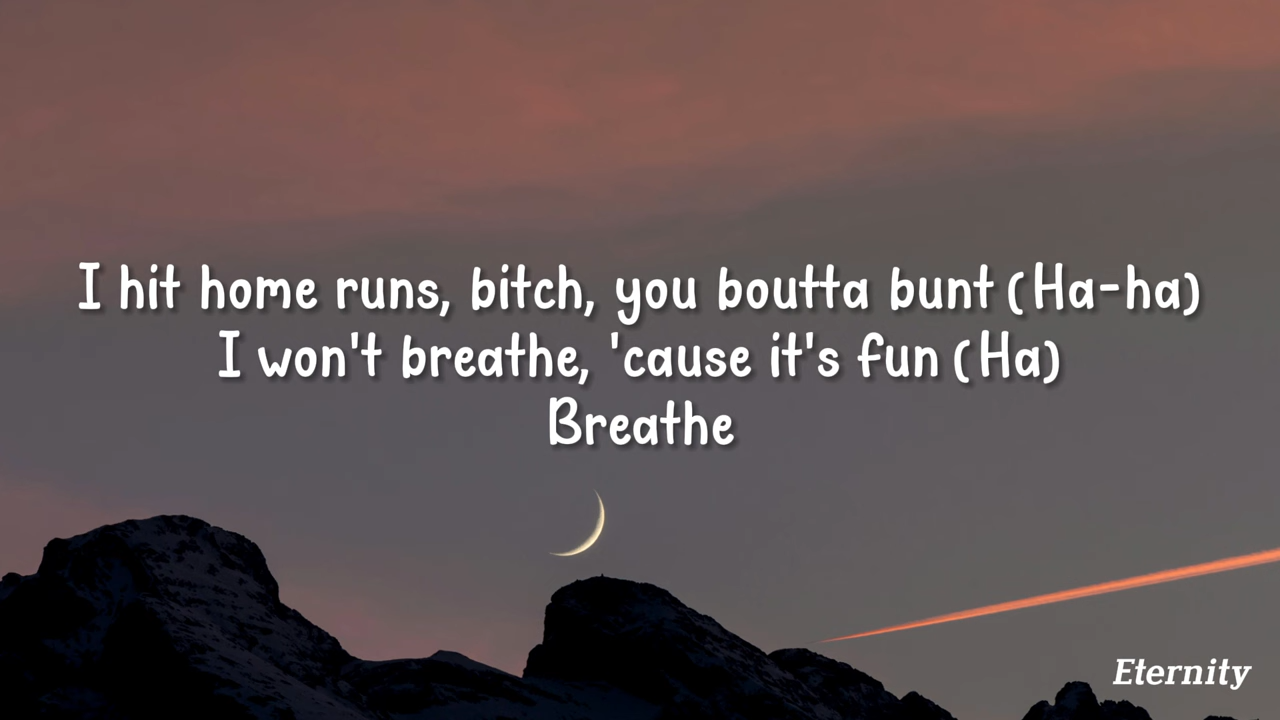 I hit home runs, bitch, you boutta bunt (Ha-ha)
I won't breathe, 'cause it's fun (Ha)
Breathe
Eternity